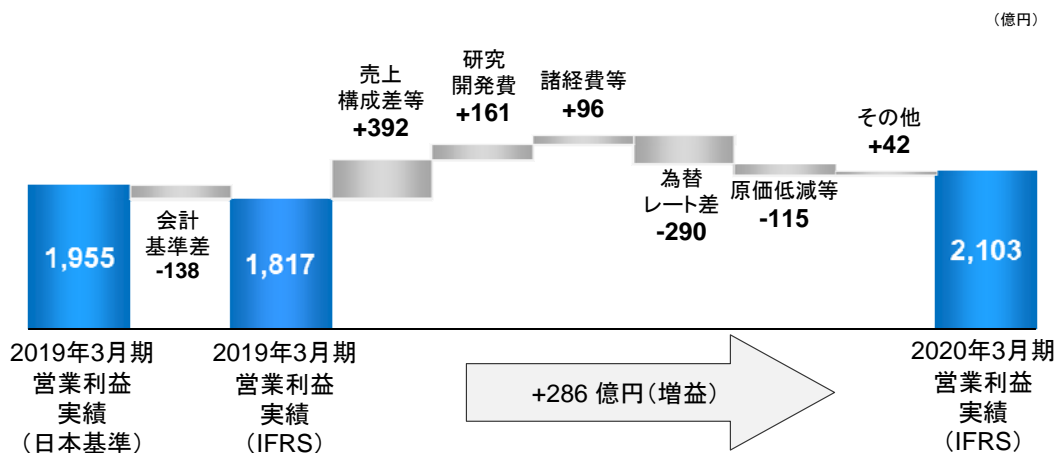 (億円)
売上
構成差等
+392
研究
開発費
+161
諸経費等
+96
その他
+42
為替
レート差
-290
原価低減等
-115
会計
基準差
-138
1,955
1,817
2,103
2019年3月期
営業利益
実績
(日本基準)
2019年3月期
営業利益
実績
(IFRS)
+286 億円(増益)
2020年3月期
営業利益
実績
(IFRS)